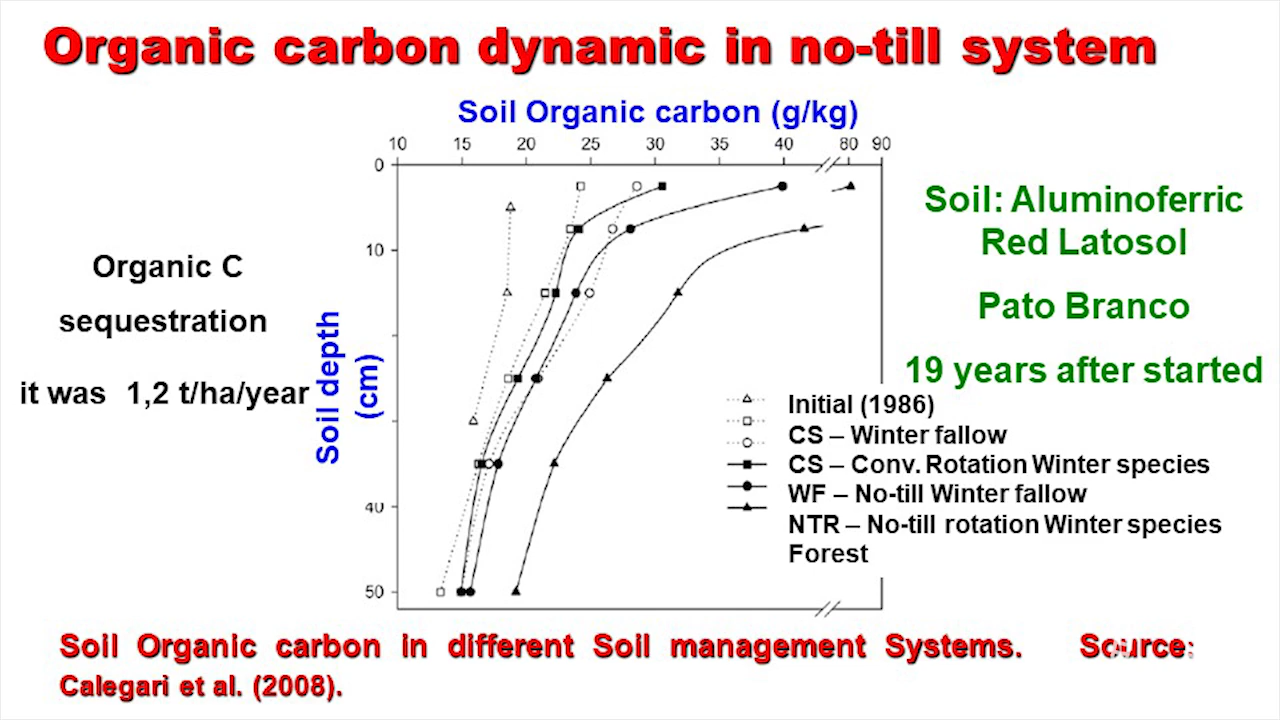 Organic carbon dynamic in no-till system
Soil Organic carbon (g/kg)
10 15 20 25 30 35 40 80 90
0
10
40
50
Soil depth
(cm)
Organic C
sequestration
it was 1,2 t/ha/year
Soil: Aluminoferric
Red Latosol
Pato Branco
19 years after started
Initial (1986)
CS – Winter fallow
CS – Conv. Rotation Winter species
WF – No-till Winter fallow
NTR – No-till rotation Winter species
Forest
Soil Organic carbon in different Soil management Systems. Source:
Calegari et al. (2008).